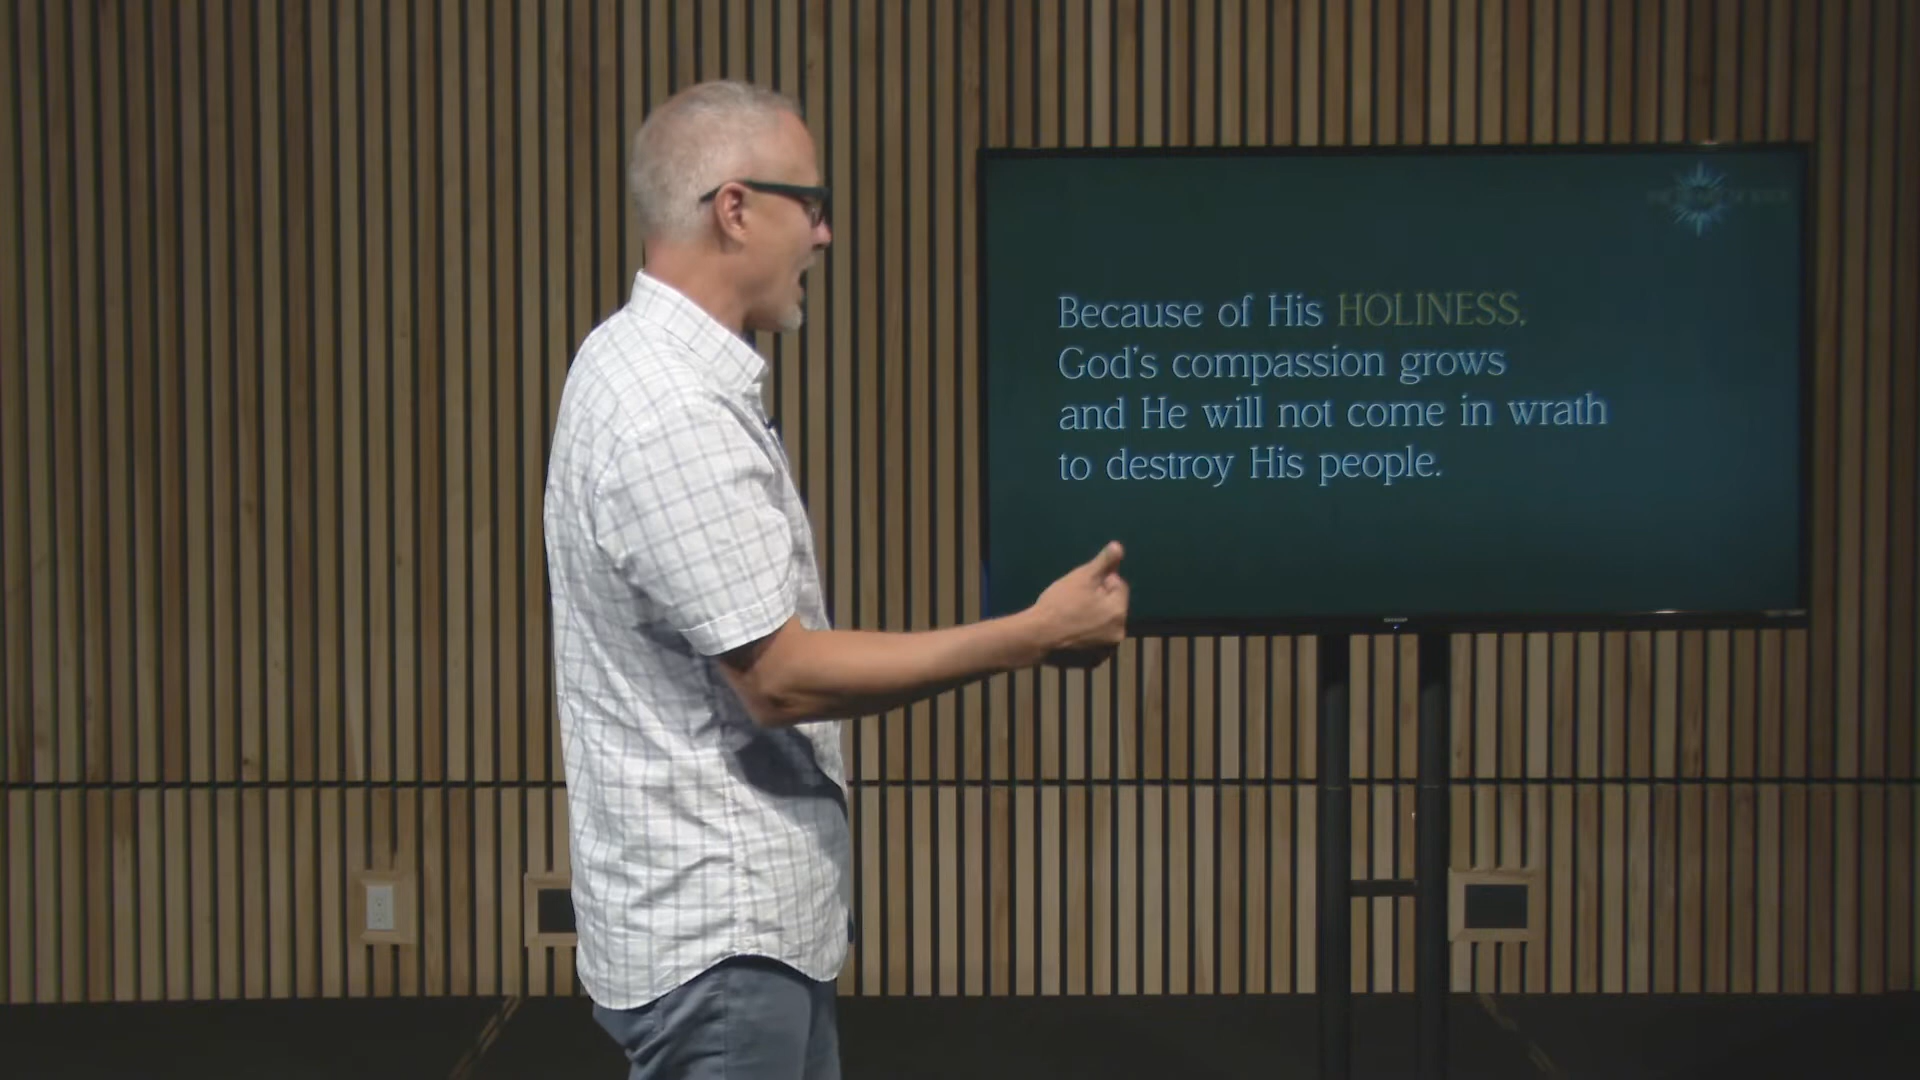 Because of His HOLINESS,
God's compassion grows
and He will not come in wrath
to destroy His people.